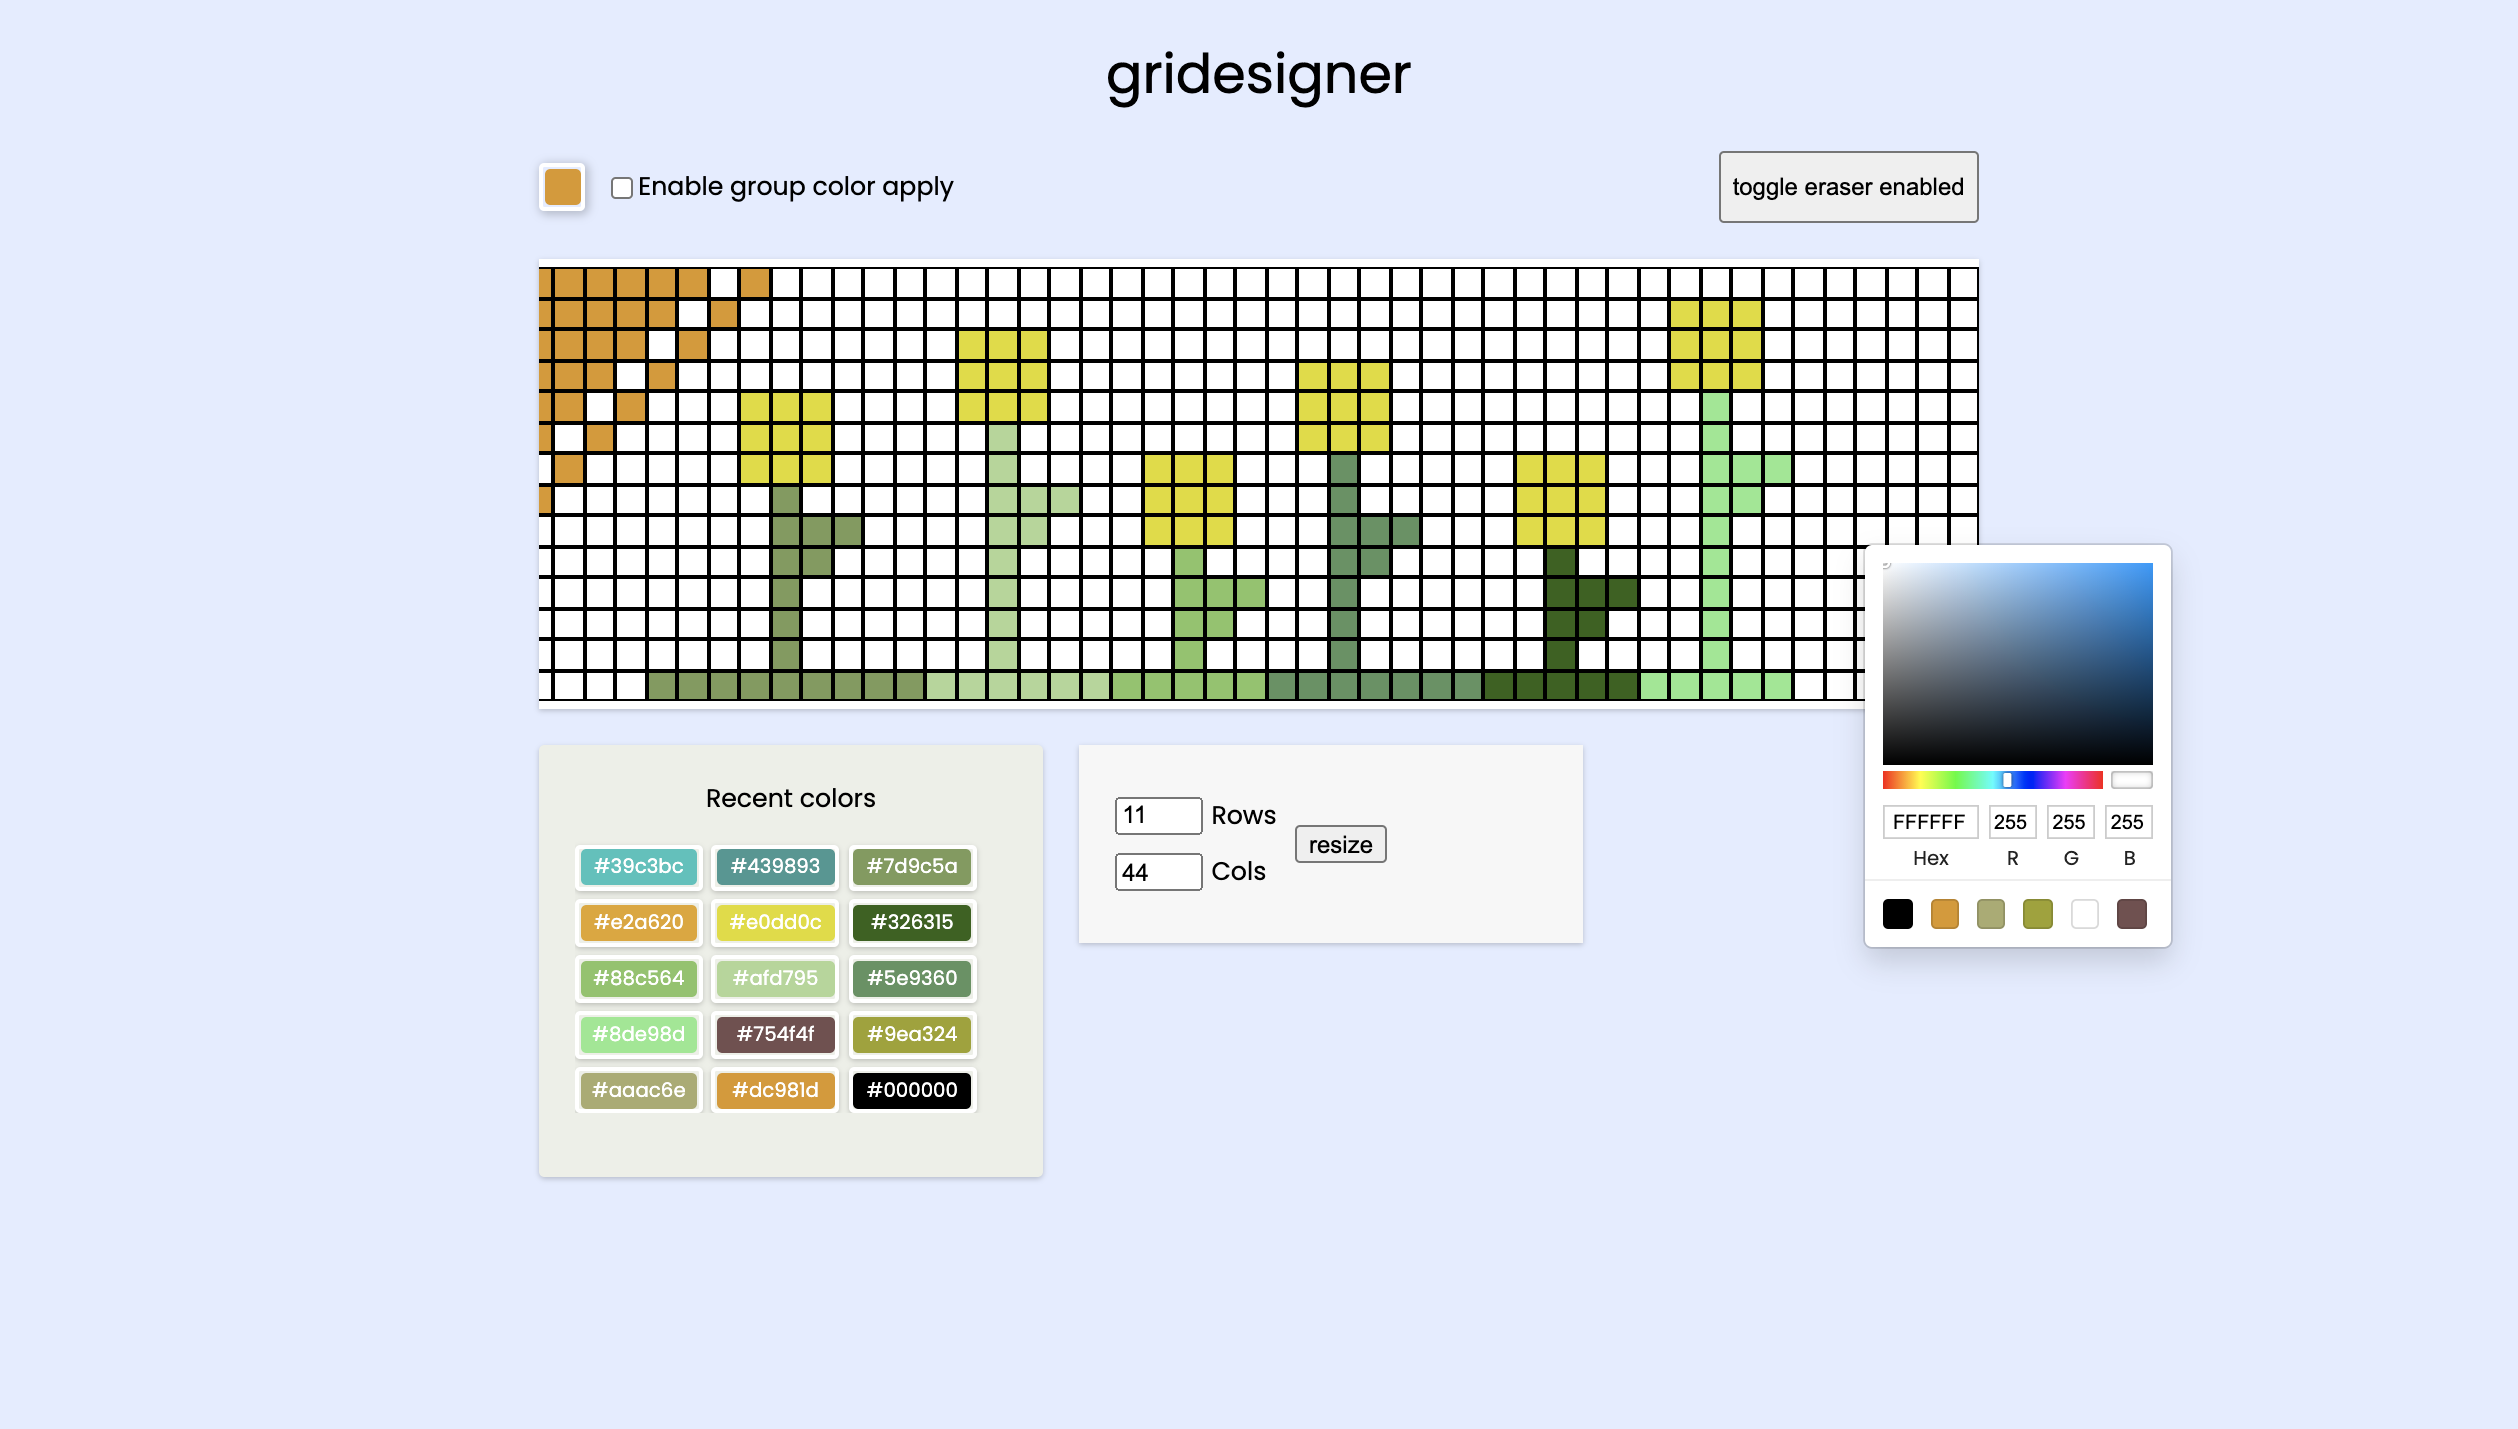 gridesigner
Enable group color apply
toggle eraser enabled
Recent colors
#39c3bc #439893 #7d9c5a
#e2a620 #e0dd0c #326315
#88c564 #afd795 #5e9360
#8de98d #754f4f #9ea324
#aaac6e #dc981d #000000
11 Rows
44 Cols
resize
FFFFFF 255 255 255
Hex R G B